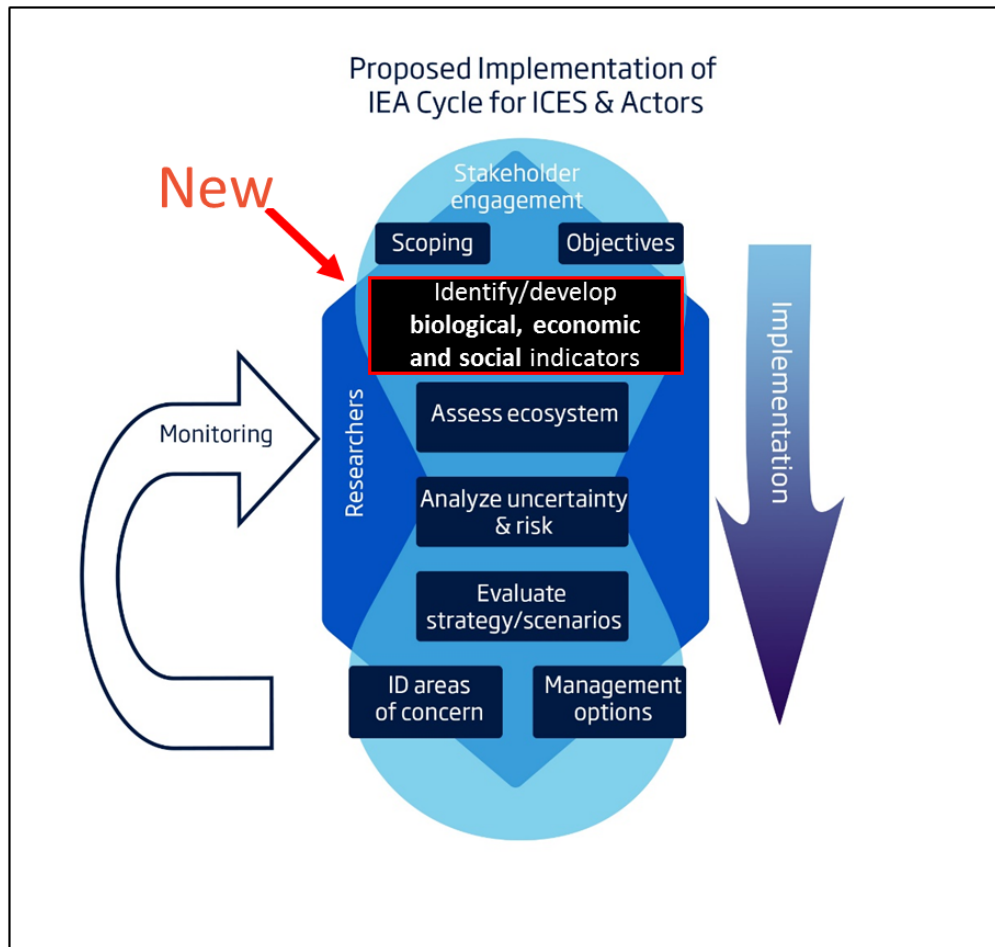 Proposed Implementation of
IEA Cycle for ICES & Actors
New
Stakeholder
engagement
Scoping
Objectives
Identify/develop
biological, economic
and social indicators
Assess ecosystem
Monitoring
Researchers
Implementation
Analyze uncertainty
& risk
Evaluate
strategy/scenarios
ID areas
of concern
Management
options